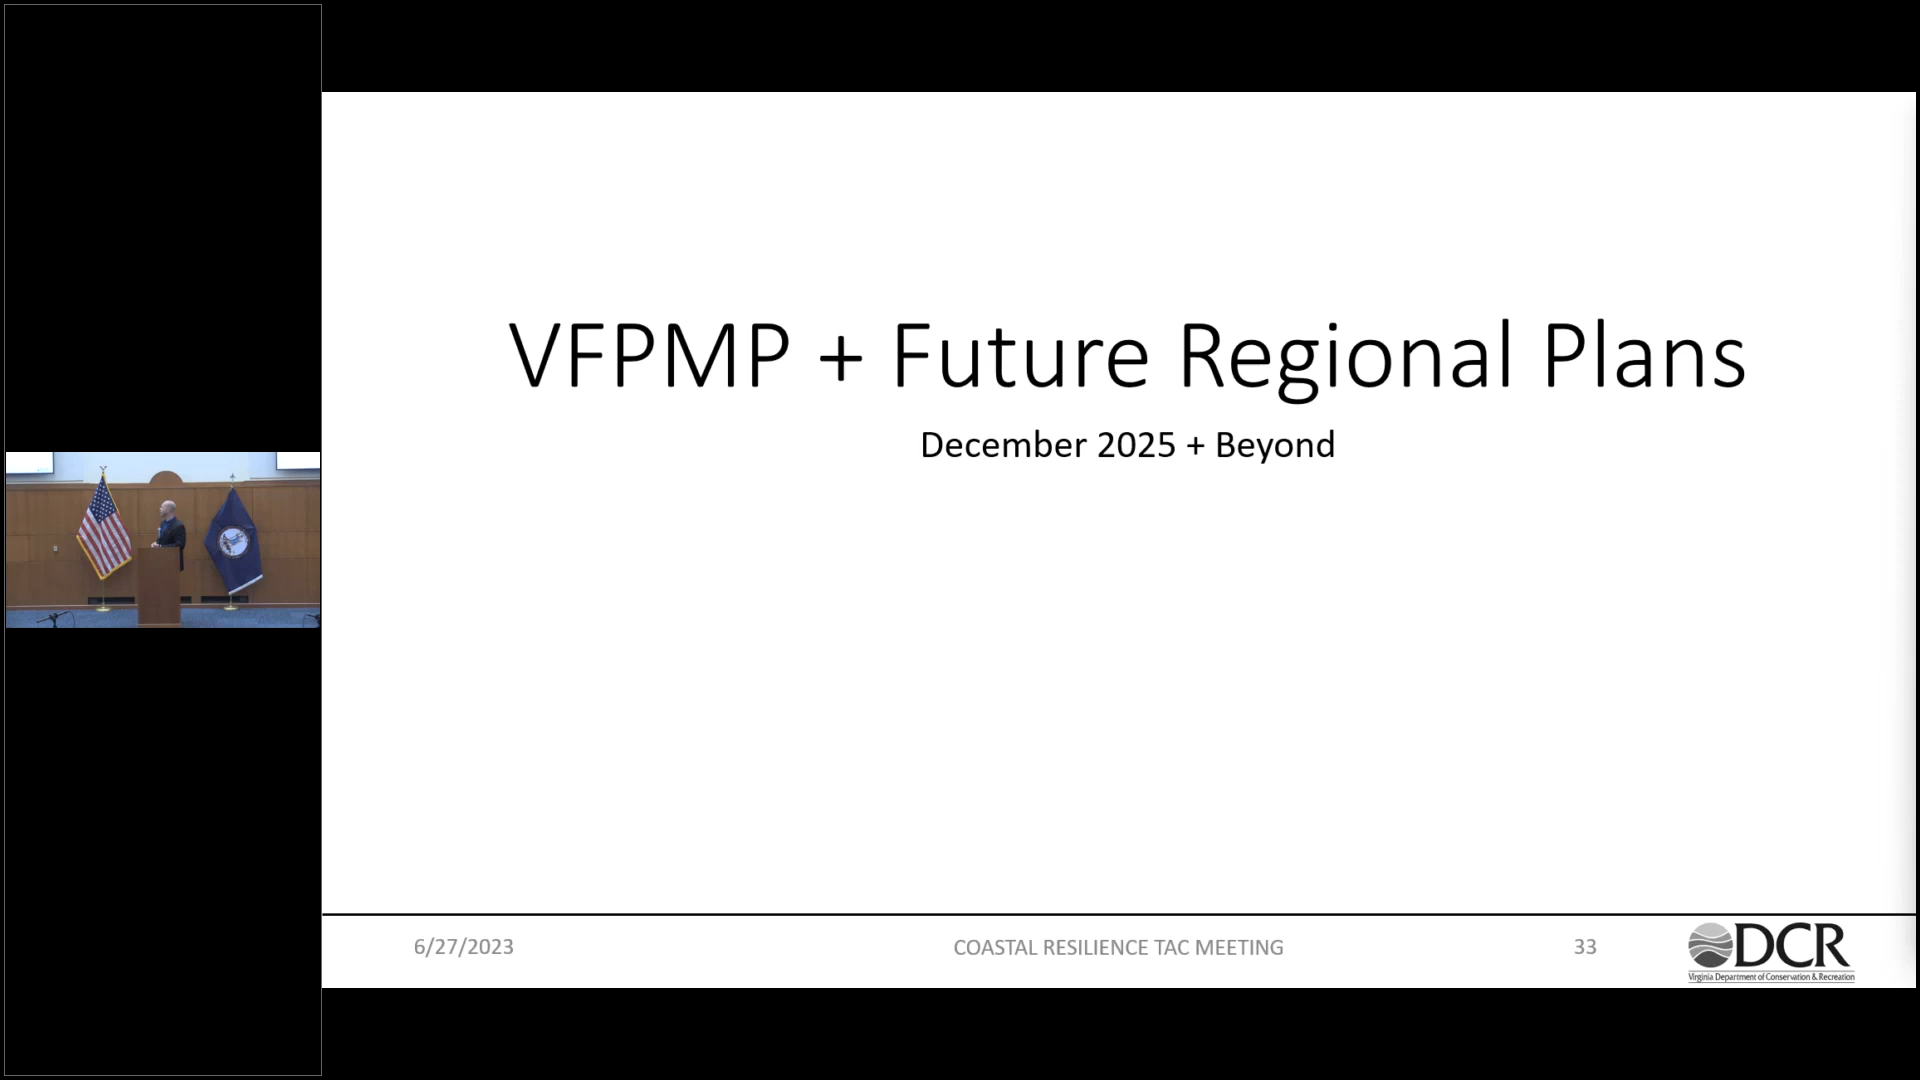 VFPMP + Future Regional Plans
December 2025 + Beyond
6/27/2023
COASTAL RESILIENCE TAC MEETING
33
DCR
Virginia Department of Conservation & Recreation